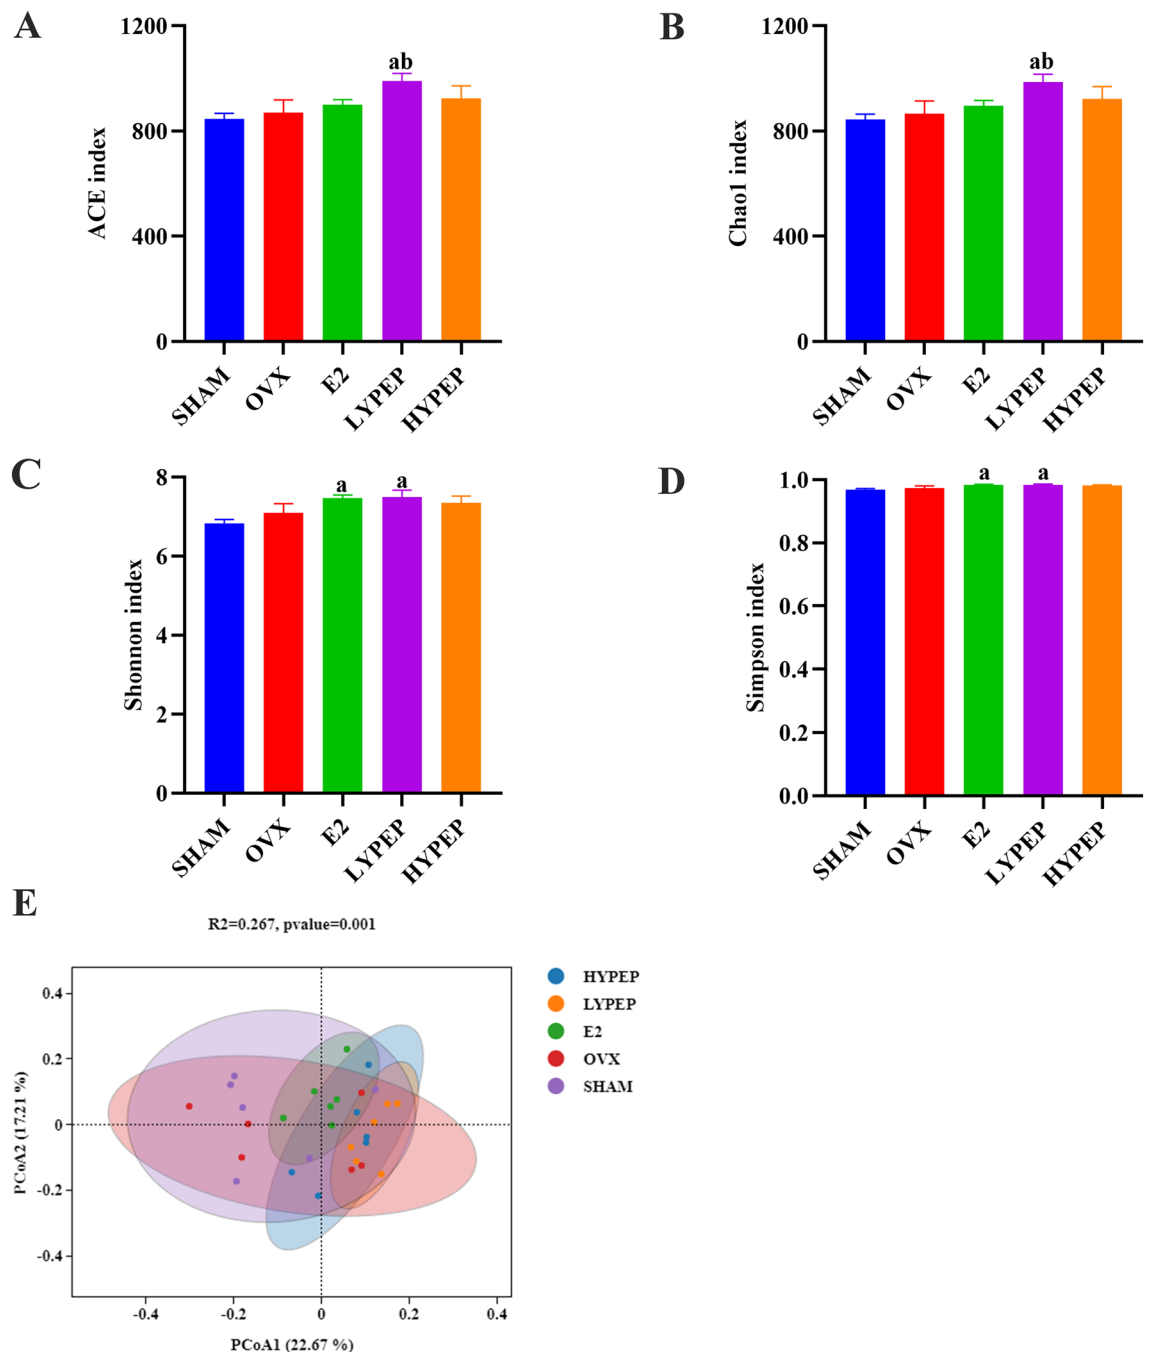 A
1200
800
400
0
ACE index
ab
SHAM
OVX
E2
LYPEP
HYPEP
B
1200
800
400
0
Chao1 index
ab
SHAM
OVX
E2
LYPEP
HYPEP
C
8
6
4
2
0
Shonnon index
a
a
SHAM
OVX
E2
LYPEP
HYPEP
D
1.0
0.8
0.6
0.4
0.2
0.0
Simpson index
a
a
SHAM
OVX
E2
LYPEP
HYPEP
E
R2=0.267, pvalue=0.001
0.4
0.2
0
-0.2
-0.4
PCoA2 (17.21 %)
-0.4
-0.2
0
0.2
0.4
PCoA1 (22.67 %)
HYPEP
LYPEP
E2
OVX
SHAM